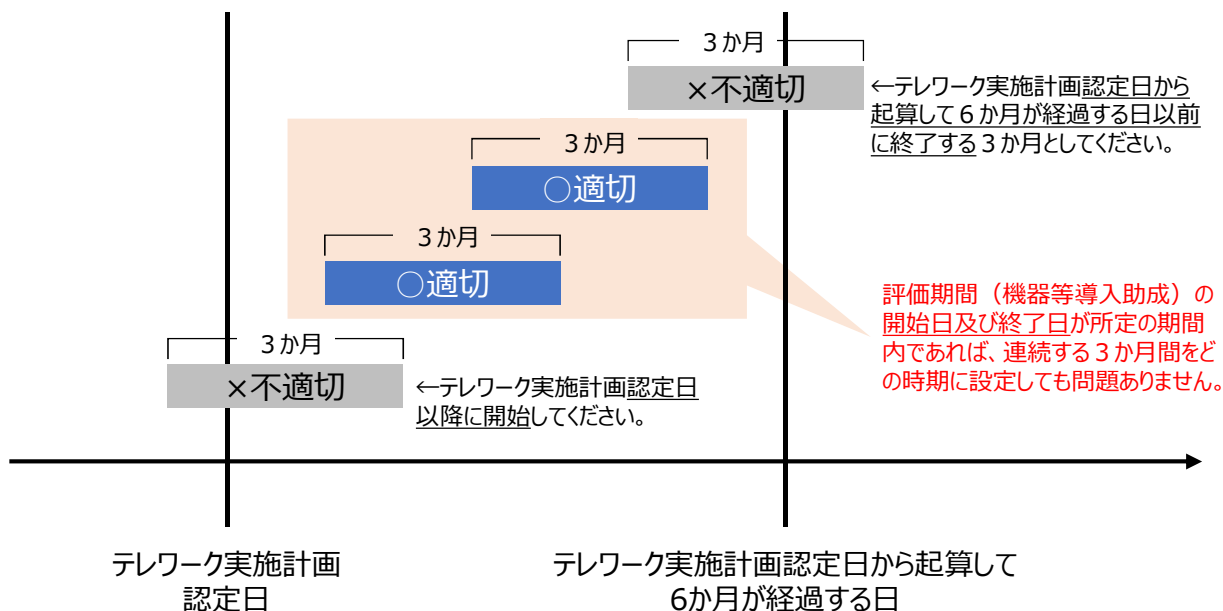 ３か月
×不適切
←テレワーク実施計画認定日から
起算して６か月が経過する日以前
に終了する３か月としてください。
３か月
○適切
３か月
○適切
評価期間（機器等導入助成）の
開始日及び終了日が所定の期間
内であれば、連続する３か月間をど
の時期に設定しても問題ありません。
３か月
×不適切
←テレワーク実施計画認定日
以降に開始してください。
テレワーク実施計画
認定日
テレワーク実施計画認定日から起算して
6か月が経過する日